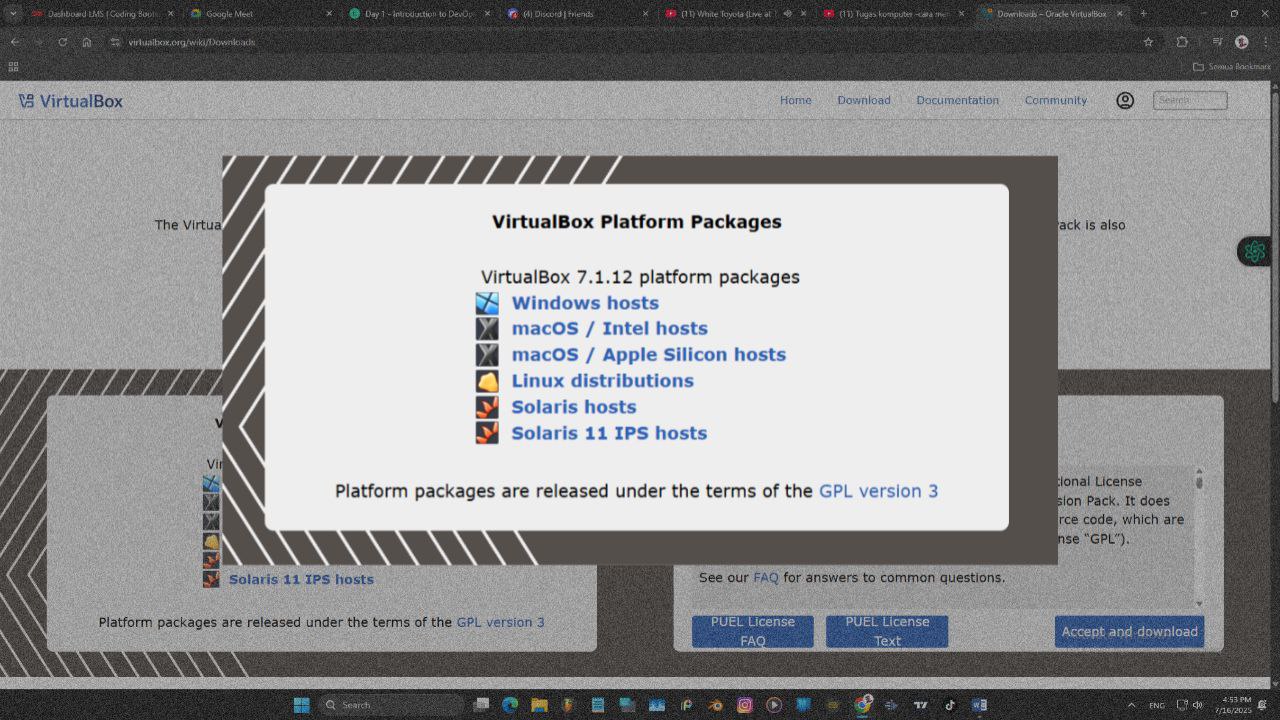 Dashboard LMS | Coding Boot
Google Meet
Day 1 - Introduction to DevOp
(4) Discord | Friends
(11) White Toyota (Live at
(11) Tugas komputer -cara men
Downloads – Oracle VirtualBox
virtualbox.org/wiki/Downloads
Semua Bookmark
VirtualBox
Home
Download
Documentation
Community
Search
The Virtua
ack is also
VirtualBox Platform Packages
VirtualBox 7.1.12 platform packages
Windows hosts
macOS / Intel hosts
macOS / Apple Silicon hosts
Linux distributions
Solaris hosts
Solaris 11 IPS hosts
Platform packages are released under the terms of the GPL version 3
V
Vir
Solaris 11 IPS hosts
Platform packages are released under the terms of the GPL version 3
ional License
sion Pack. It does
rce code, which are
nse “GPL”).
See our FAQ for answers to common questions.
PUEL License
FAQ
PUEL License
Text
Accept and download
Search
ENG
4:53 PM
7/16/2025